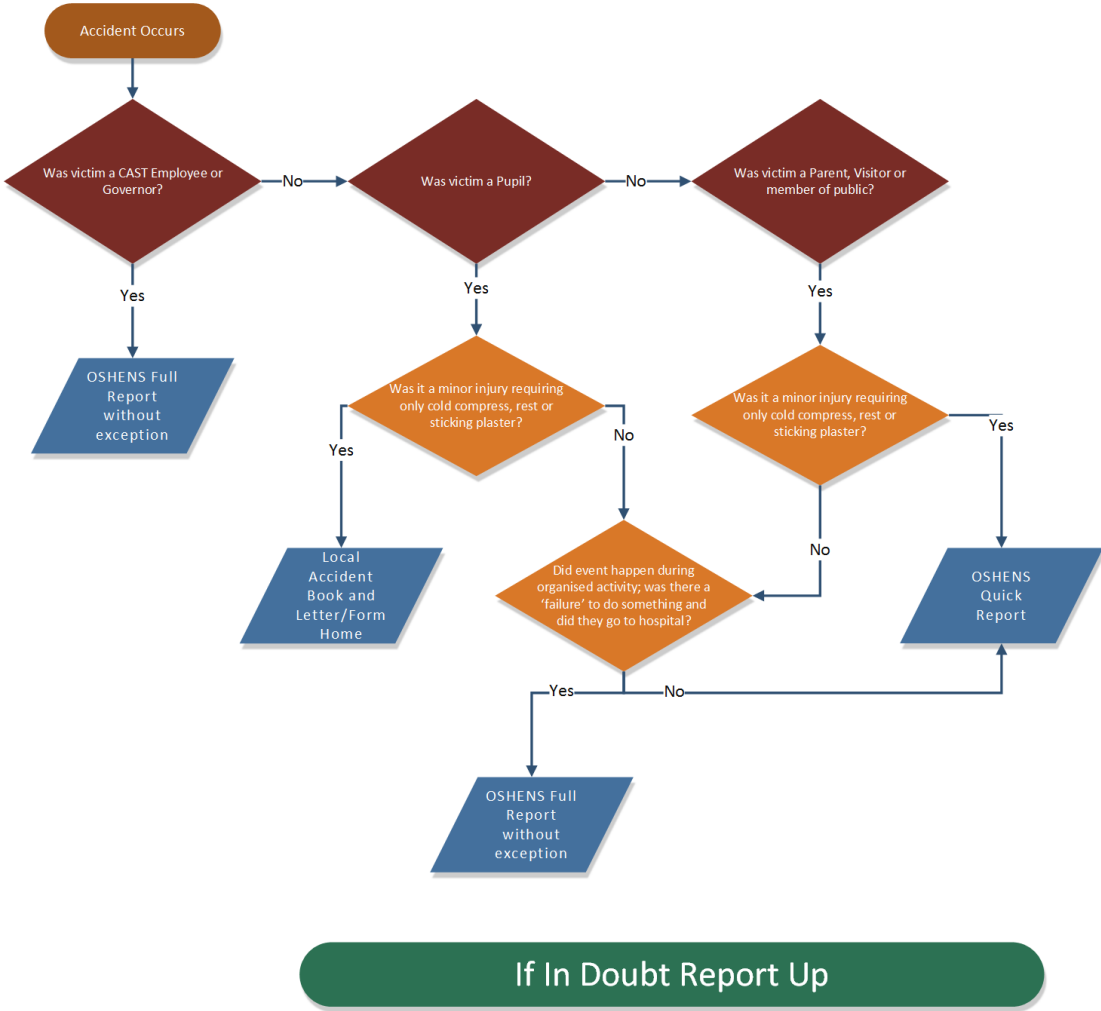 Accident Occurs
Was victim a CAST Employee or
Governor?
No
Was victim a Pupil?
No
Was victim a Parent, Visitor or
member of public?
Yes
Yes
Yes
OSHENS Full
Report
without
exception
Was it a minor injury requiring
only cold compress, rest or
sticking plaster?
Was it a minor injury requiring
only cold compress, rest or
sticking plaster?
Yes
No
Yes
No
Local
Accident
Book and
Letter/Form
Home
Did event happen during
organised activity; was there a
‘failure’ to do something and
did they go to hospital?
OSHENS
Quick
Report
Yes
No
OSHENS Full
Report
without
exception
If In Doubt Report Up